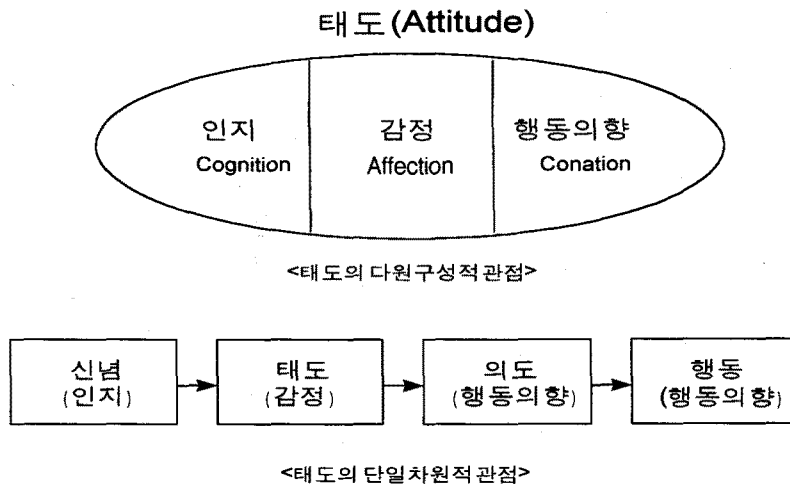 태도(Attitude)
인지 감정 행동의향
Cognition Affection Conation
<태도의 다원구성적관점>
신념 태도 의도 행동
(인지) (감정) (행동의향) (행동의향)
<태도의 단일차원적관점>